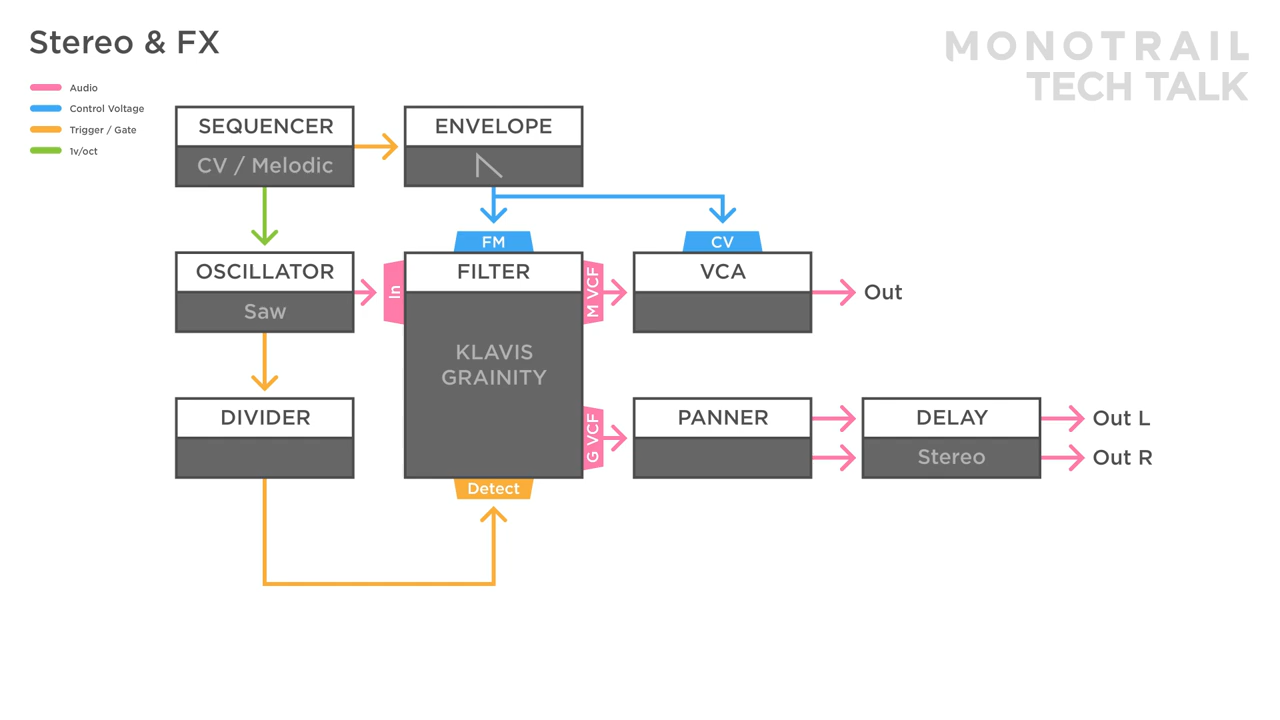 Stereo & FX
MONOTRAIL
TECH TALK
Audio
Control Voltage
Trigger / Gate
1v/oct
SEQUENCER
CV / Melodic
ENVELOPE
FM
CV
OSCILLATOR
Saw
In
FILTER
KLAVIS
GRAINITY
M VCF
VCA
Out
DIVIDER
G VCF
PANNER
DELAY
Stereo
Out L
Out R
Detect